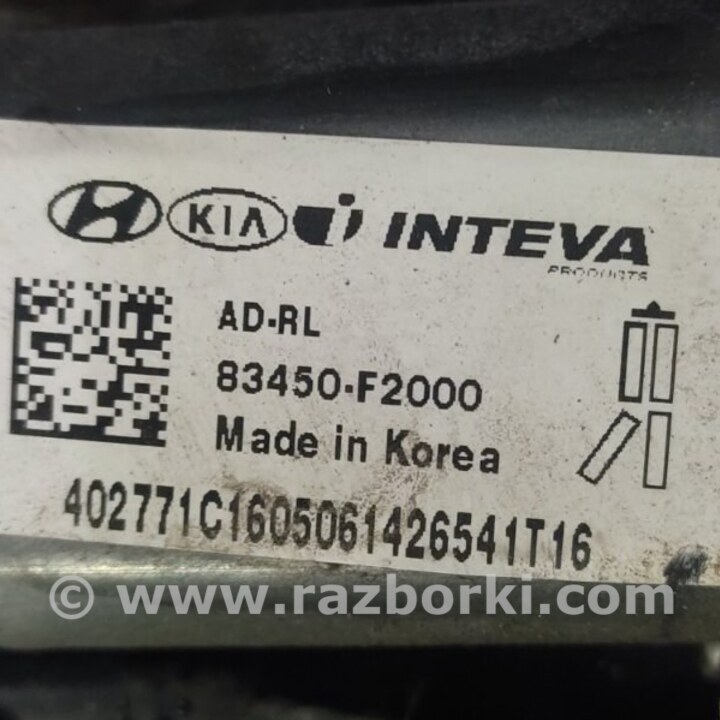 KIA INTEVA
PRODUCTS
AD-RL
83450-F2000
Made in Korea
402771C1605061426541T16
© www.razborki.com